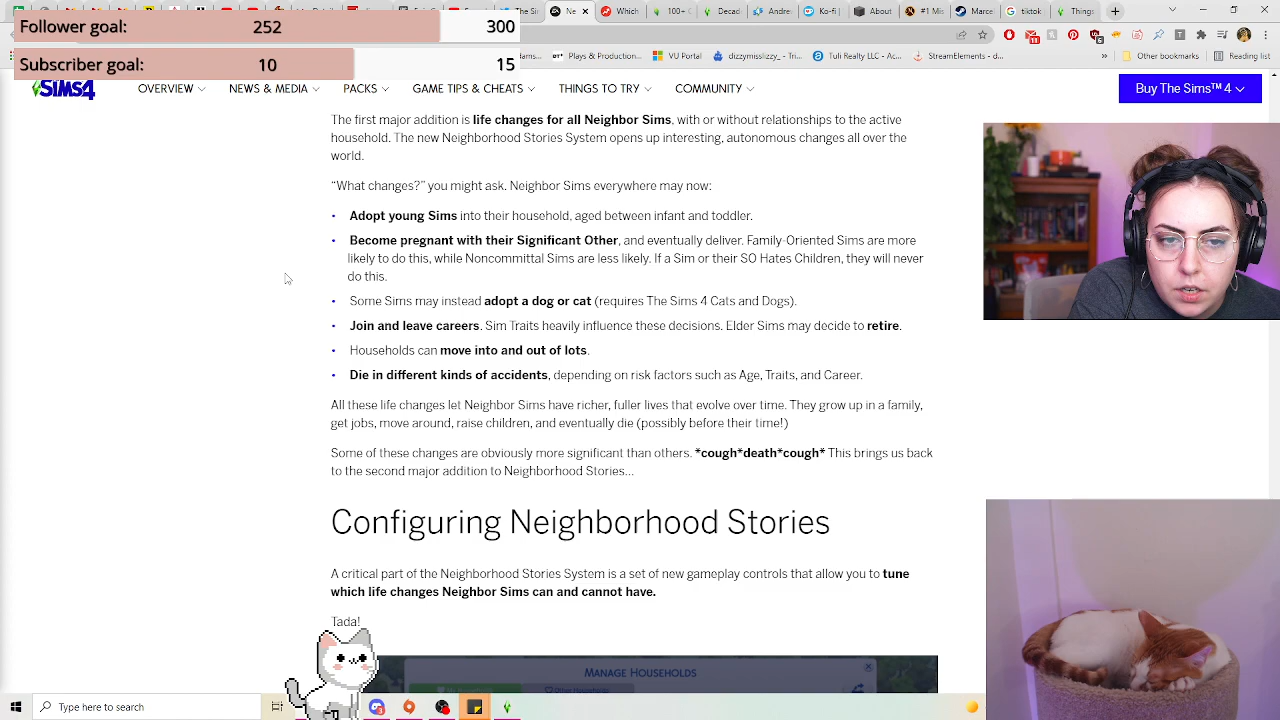 Follower goal: 252 300
Subscriber goal: 10 15
Ne
Which
100+
Decad
Andre
Ko-fi
About
A Mis
Marce
tiktok
Things
VU Portal
dizzymsslizzy_ - Twi...
Tuli Realty LLC - Ac...
StreamElements - ...
Other bookmarks
Reading list
SIMS4
OVERVIEW
NEWS & MEDIA
PACKS
GAME TIPS & CHEATS
THINGS TO TRY
COMMUNITY
Buy The Sims™ 4
The first major addition is life changes for all Neighbor Sims, with or without relationships to the active
household. The new Neighborhood Stories System opens up interesting, autonomous changes all over the
world.
“What changes?” you might ask. Neighbor Sims everywhere may now:
• Adopt young Sims into their household, aged between infant and toddler.
• Become pregnant with their Significant Other, and eventually deliver. Family-Oriented Sims are more
likely to do this, while Noncommittal Sims are less likely. If a Sim or their SO Hates Children, they will never
do this.
• Some Sims may instead adopt a dog or cat (requires The Sims 4 Cats and Dogs).
• Join and leave careers. Sim Traits heavily influence these decisions. Elder Sims may decide to retire.
• Households can move into and out of lots.
• Die in different kinds of accidents, depending on risk factors such as Age, Traits, and Career.
All these life changes let Neighbor Sims have richer, fuller lives that evolve over time. They grow up in a family,
get jobs, move around, raise children, and eventually die (possibly before their time!)
Some of these changes are obviously more significant than others. *cough*death*cough* This brings us back
to the second major addition to Neighborhood Stories...
Configuring Neighborhood Stories
A critical part of the Neighborhood Stories System is a set of new gameplay controls that allow you to tune
which life changes Neighbor Sims can and cannot have.
Tada!
MANAGE HOUSEHOLDS
Other Households
Type here to search